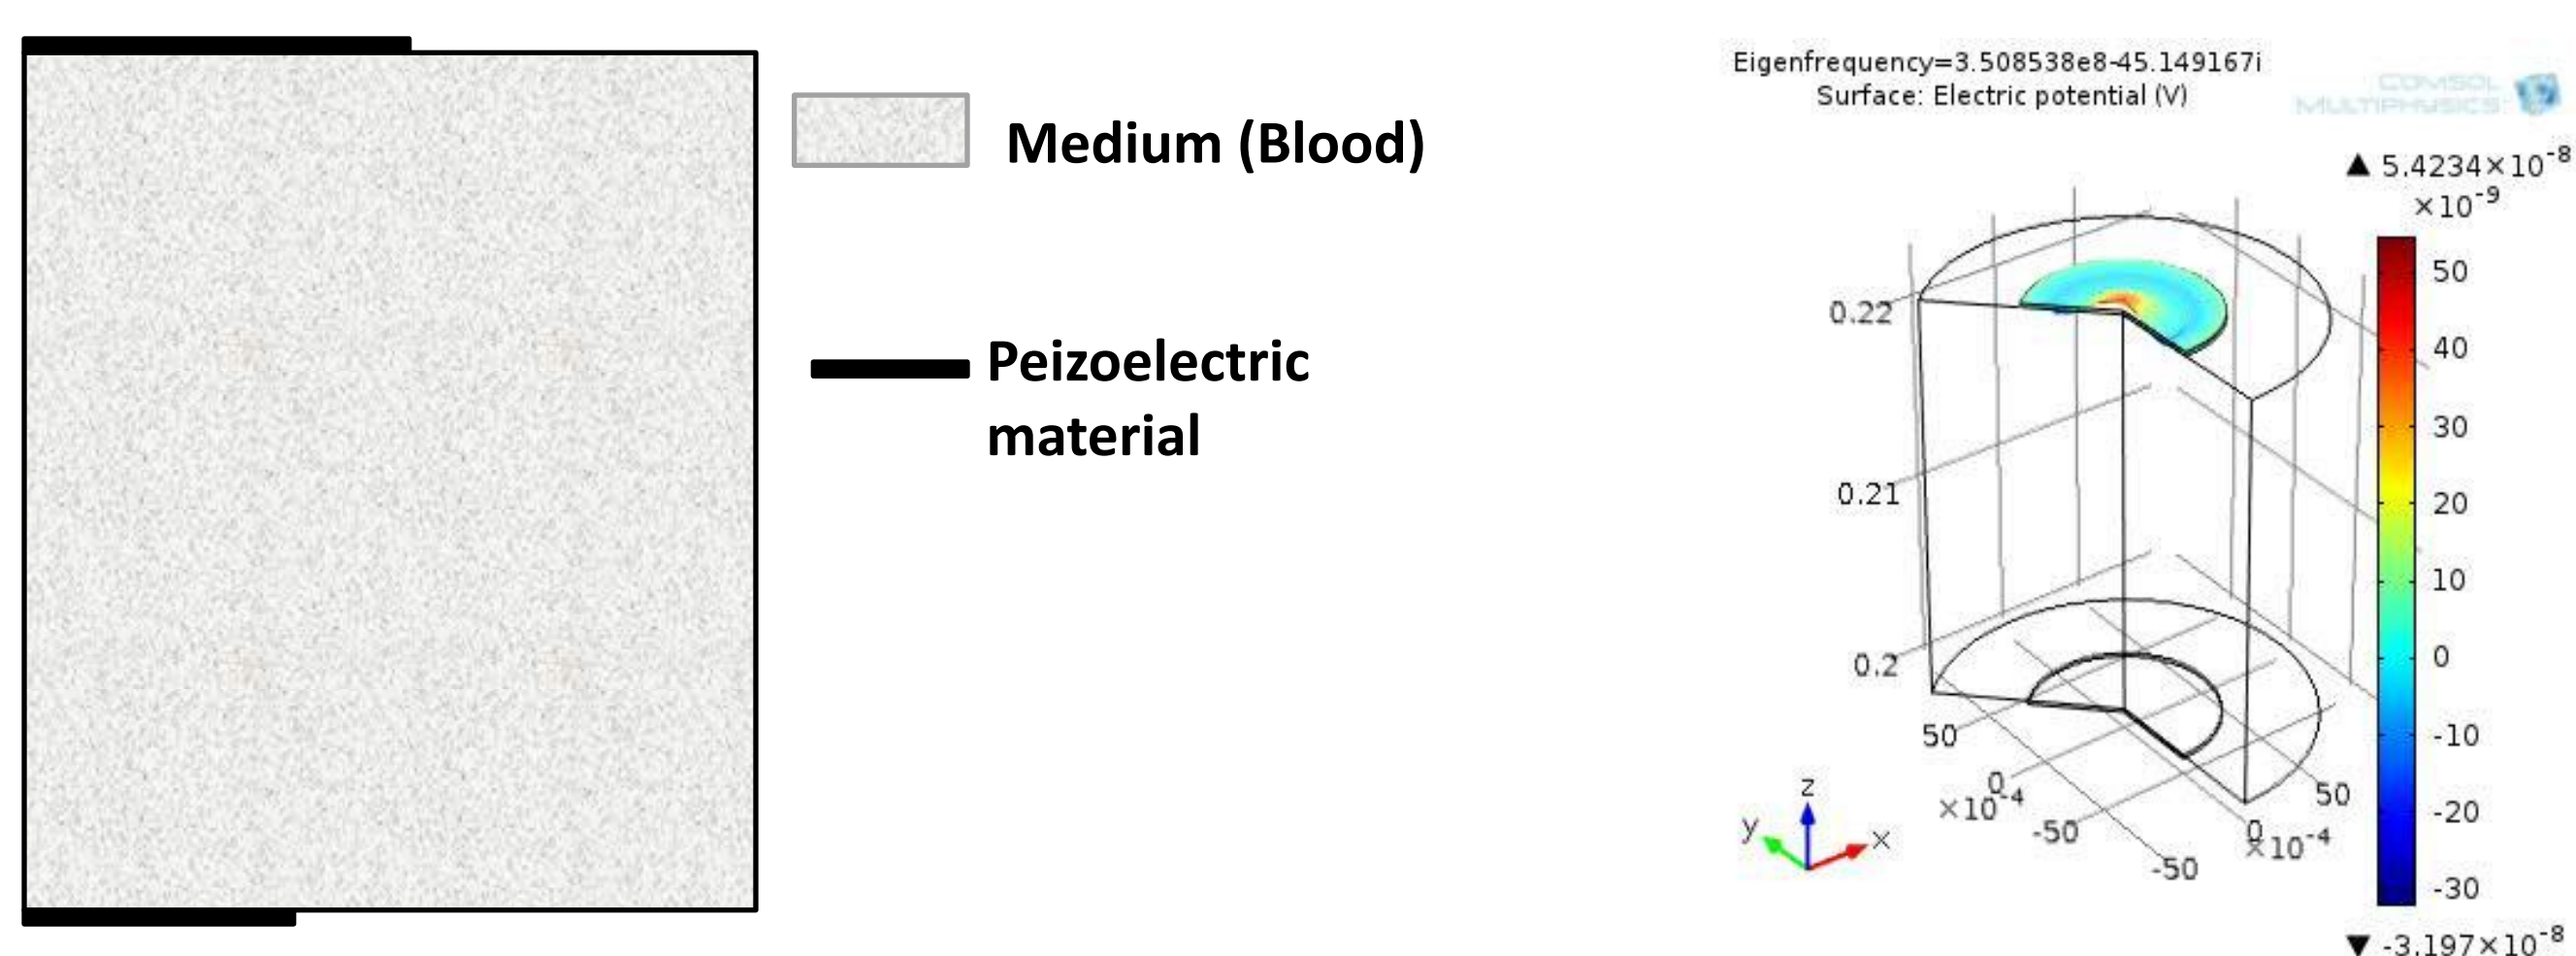 Medium (Blood)
Peizoelectric
material
Eigenfrequency=3.508538e8-45.149167i
Surface: Electric potential (V)
COMSOL
MULTIPHYSICS
▲ 5.4234×10⁻⁸
×10⁻⁹
50
40
30
20
10
0
-10
-20
-30
▼ -3.197×10⁻⁸
0.22
0.21
0.2
50
0
×10⁻⁴
-50
50
0
×10⁻⁴
-50
z
y
x